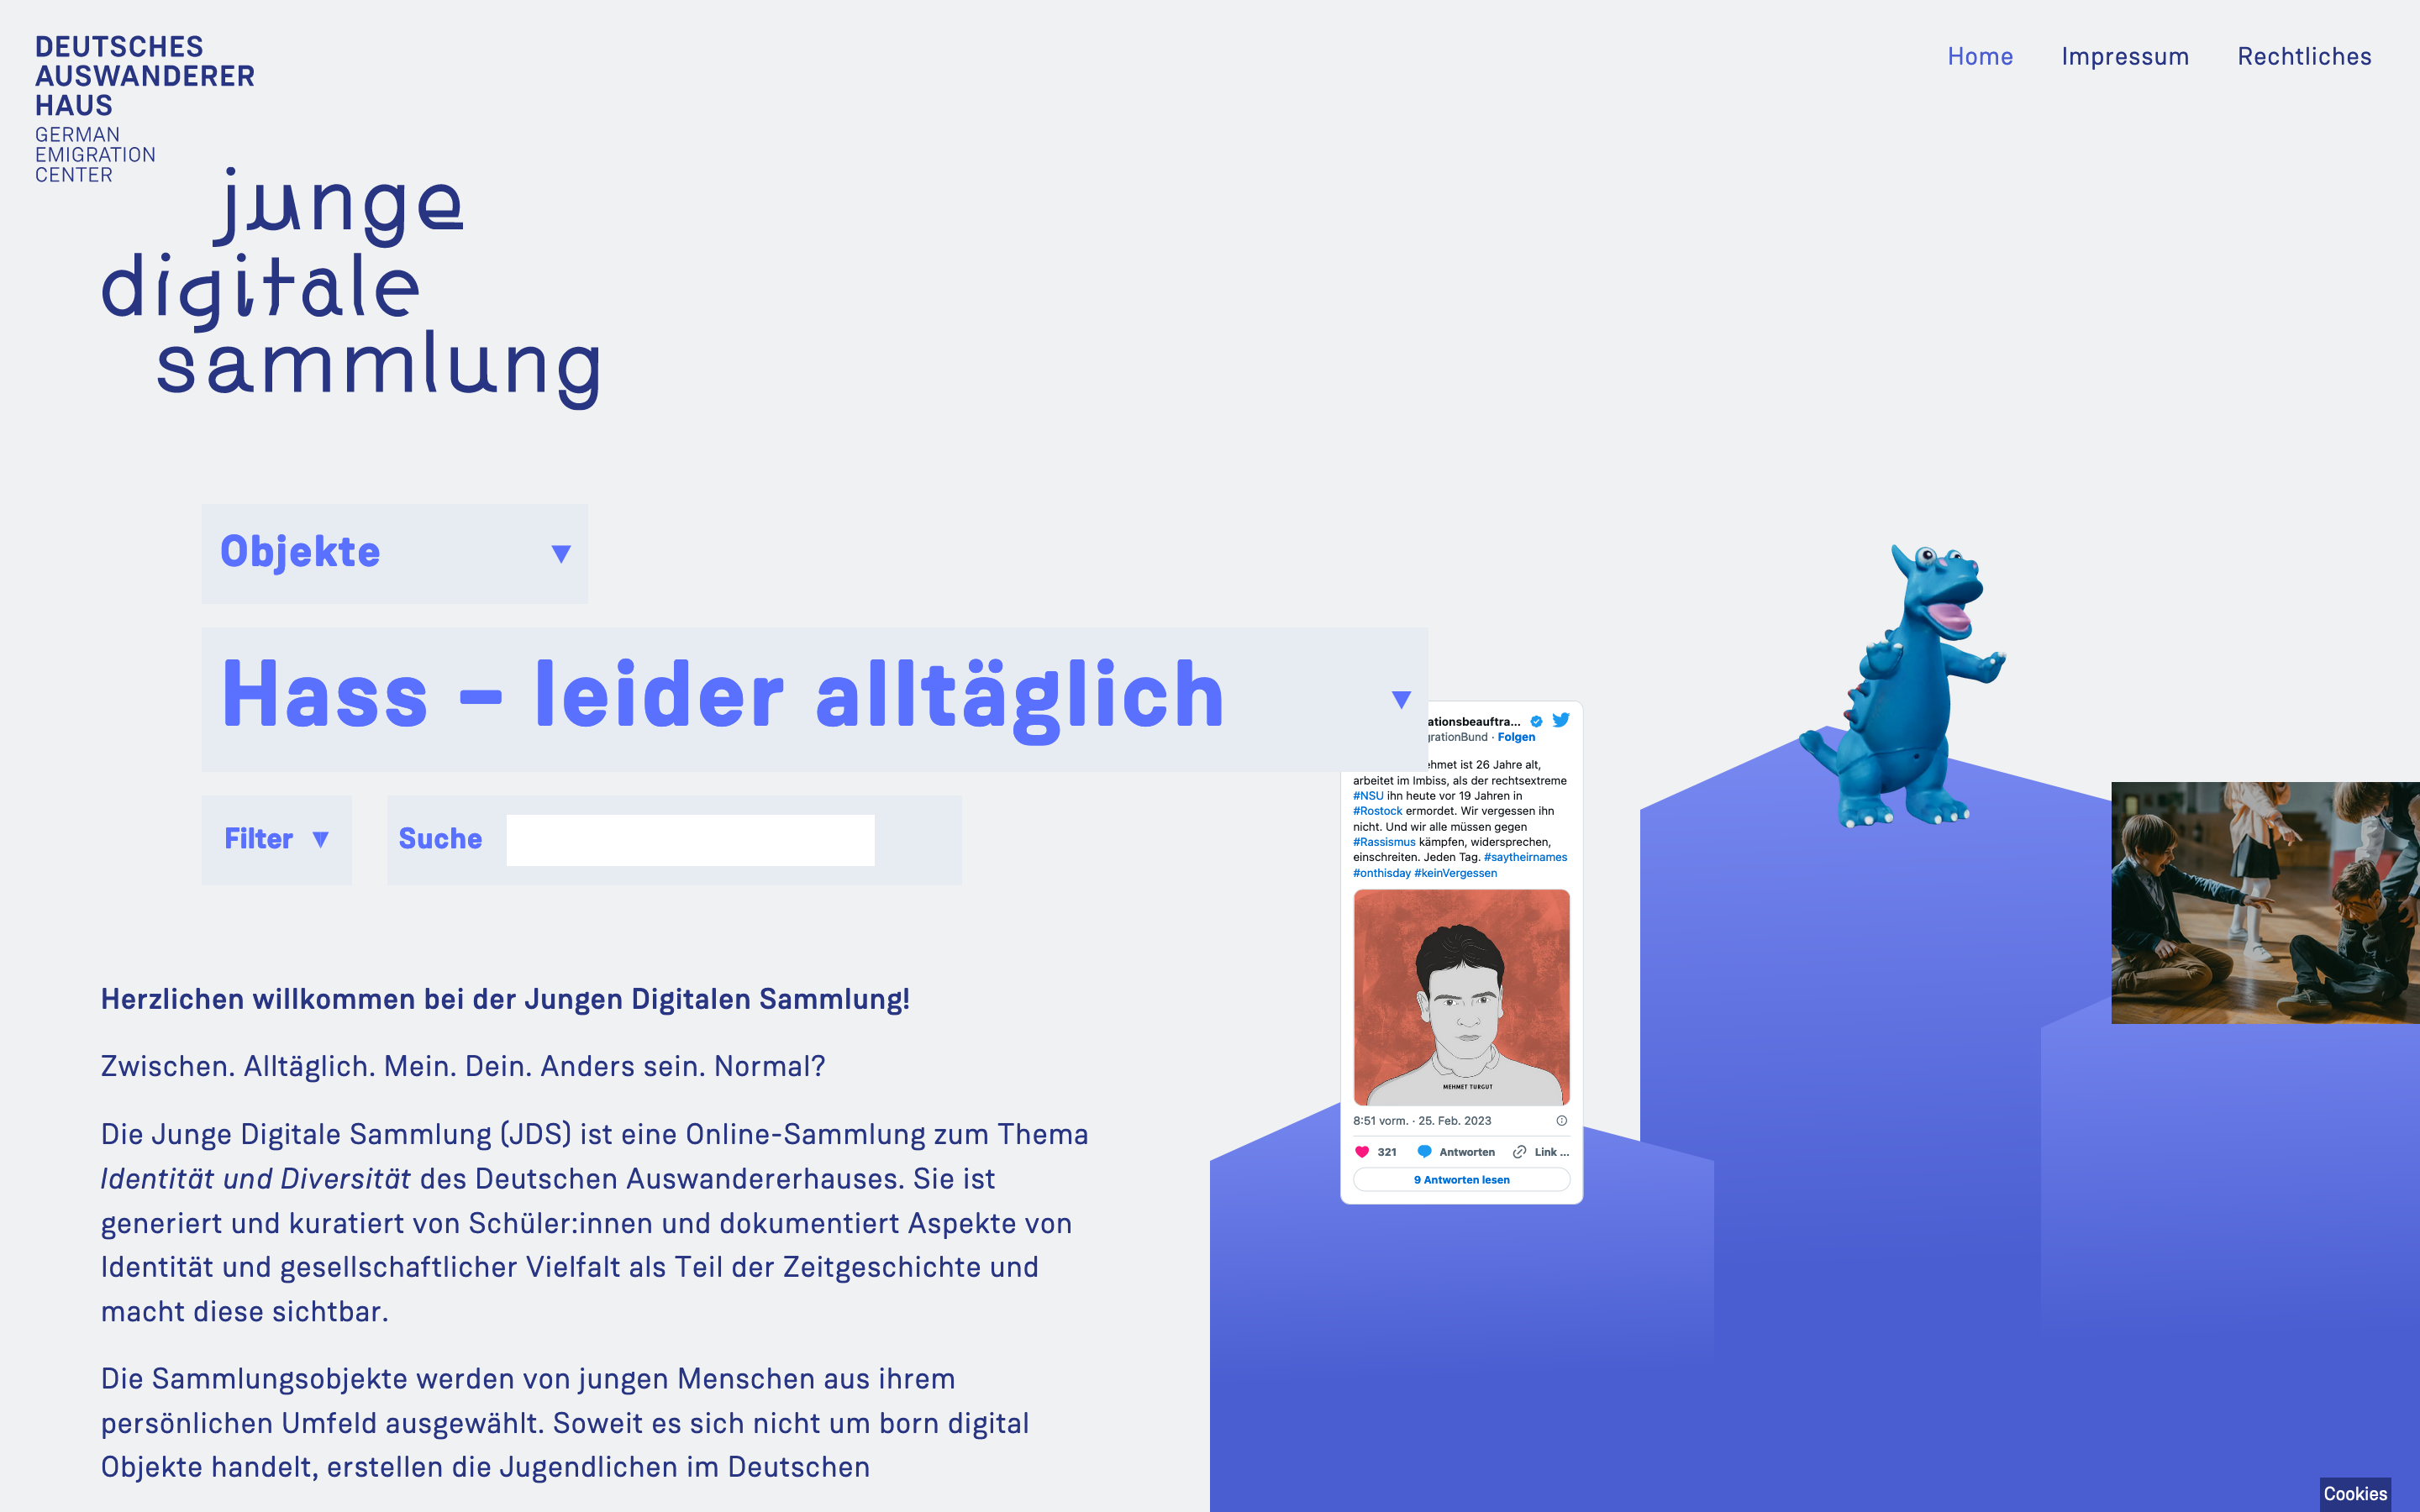 DEUTSCHES
AUSWANDERER
HAUS
GERMAN
EMIGRATION
CENTER
junge
digitale
sammlung
Home
Impressum
Rechtliches
Objekte ▼
Hass – leider alltäglich ▼
Filter ▼
Suche
Herzlichen willkommen bei der Jungen Digitalen Sammlung!
Zwischen. Alltäglich. Mein. Dein. Anders sein. Normal?
Die Junge Digitale Sammlung (JDS) ist eine Online-Sammlung zum Thema
Identität und Diversität des Deutschen Auswandererhauses. Sie ist
generiert und kuratiert von Schüler:innen und dokumentiert Aspekte von
Identität und gesellschaftlicher Vielfalt als Teil der Zeitgeschichte und
macht diese sichtbar.
Die Sammlungsobjekte werden von jungen Menschen aus ihrem
persönlichen Umfeld ausgewählt. Soweit es sich nicht um born digital
Objekte handelt, erstellen die Jugendlichen im Deutschen
ationsbeauftra...
grationBund · Folgen
ehmet ist 26 Jahre alt,
arbeitet im Imbiss, als der rechtsextreme
#NSU ihn heute vor 19 Jahren in
#Rostock ermordet. Wir vergessen ihn
nicht. Und wir alle müssen gegen
#Rassismus kämpfen, widersprechen,
einschreiten. Jeden Tag. #saytheirnames
#onthisday #keinVergessen
MEHMET TURGUT
8:51 vorm. · 25. Feb. 2023
321 Antworten Link ...
9 Antworten lesen
Cookies